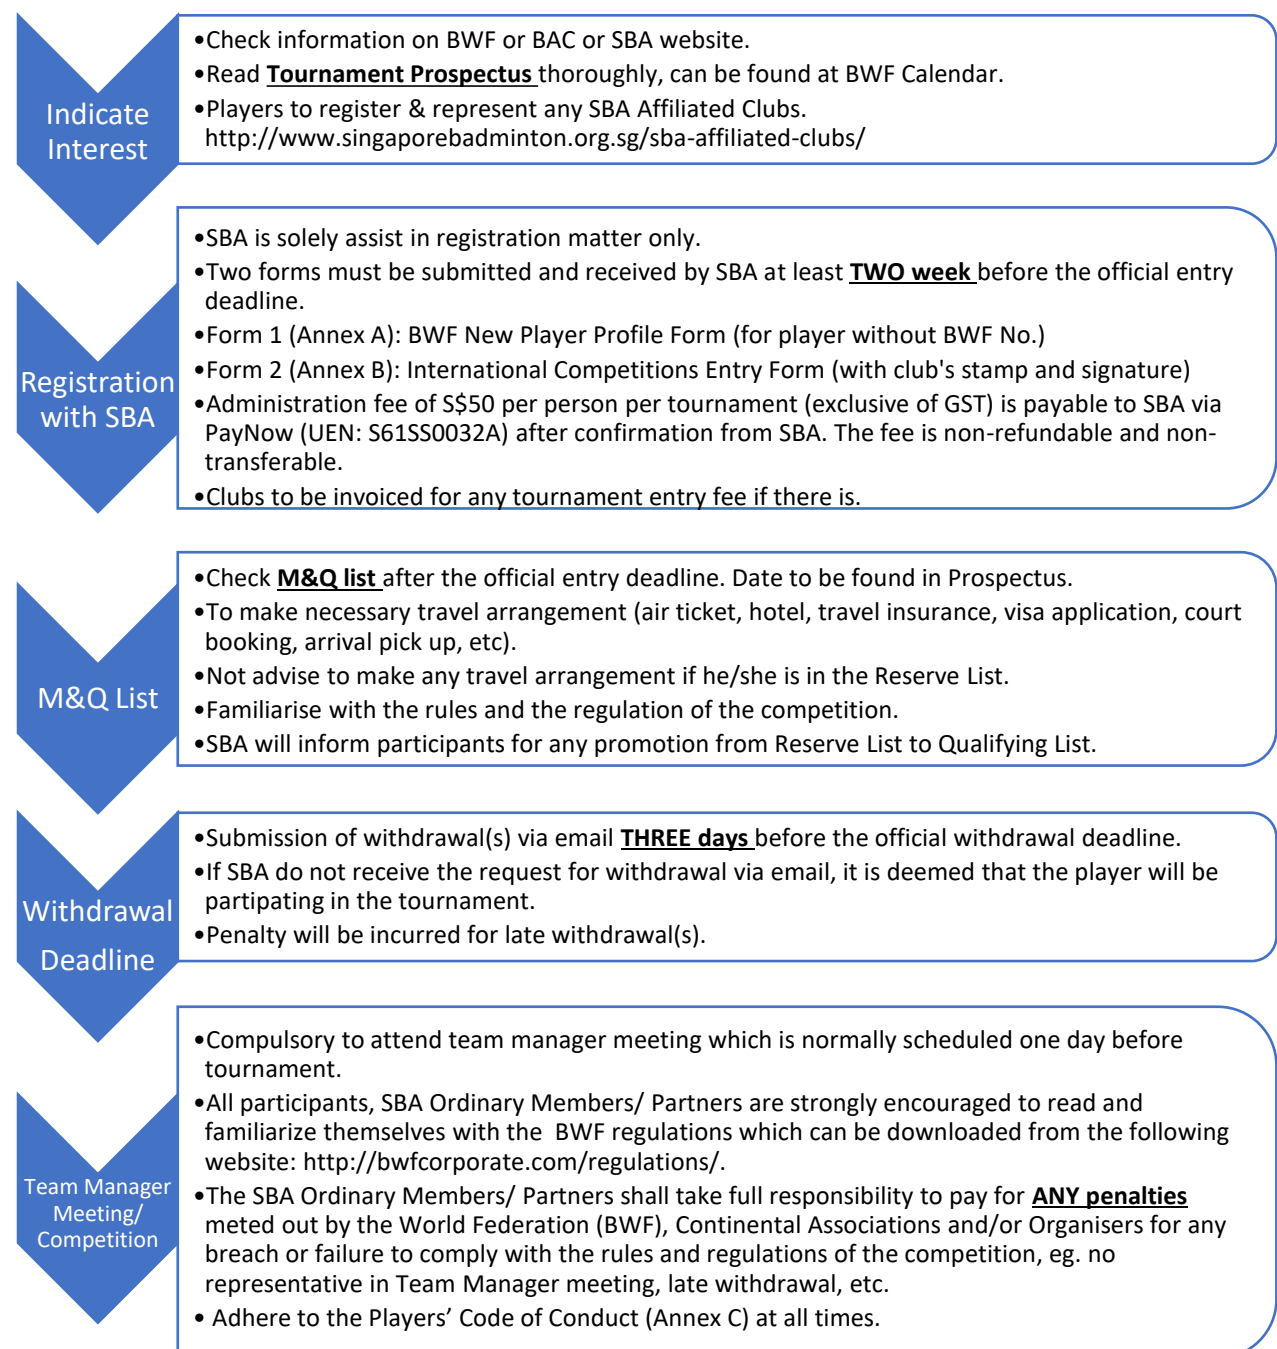 Indicate
Interest
•Check information on BWF or BAC or SBA website.
•Read Tournament Prospectus thoroughly, can be found at BWF Calendar.
•Players to register & represent any SBA Affiliated Clubs.
http://www.singaporebadminton.org.sg/sba-affiliated-clubs/
Registration
with SBA
•SBA is solely assist in registration matter only.
•Two forms must be submitted and received by SBA at least TWO week before the official entry
deadline.
•Form 1 (Annex A): BWF New Player Profile Form (for player without BWF No.)
•Form 2 (Annex B): International Competitions Entry Form (with club's stamp and signature)
•Administration fee of S$50 per person per tournament (exclusive of GST) is payable to SBA via
PayNow (UEN: S61SS0032A) after confirmation from SBA. The fee is non-refundable and non-
transferable.
•Clubs to be invoiced for any tournament entry fee if there is.
M&Q List
•Check M&Q list after the official entry deadline. Date to be found in Prospectus.
•To make necessary travel arrangement (air ticket, hotel, travel insurance, visa application, court
booking, arrival pick up, etc).
•Not advise to make any travel arrangement if he/she is in the Reserve List.
•Familiarise with the rules and the regulation of the competition.
•SBA will inform participants for any promotion from Reserve List to Qualifying List.
Withdrawal
Deadline
•Submission of withdrawal(s) via email THREE days before the official withdrawal deadline.
•If SBA do not receive the request for withdrawal via email, it is deemed that the player will be
partipating in the tournament.
•Penalty will be incurred for late withdrawal(s).
Team Manager
Meeting/
Competition
•Compulsory to attend team manager meeting which is normally scheduled one day before
tournament.
•All participants, SBA Ordinary Members/ Partners are strongly encouraged to read and
familiarize themselves with the  BWF regulations which can be downloaded from the following
website: http://bwfcorporate.com/regulations/.
•The SBA Ordinary Members/ Partners shall take full responsibility to pay for ANY penalties
meted out by the World Federation (BWF), Continental Associations and/or Organisers for any
breach or failure to comply with the rules and regulations of the competition, eg. no
representative in Team Manager meeting, late withdrawal, etc.
• Adhere to the Players’ Code of Conduct (Annex C) at all times.